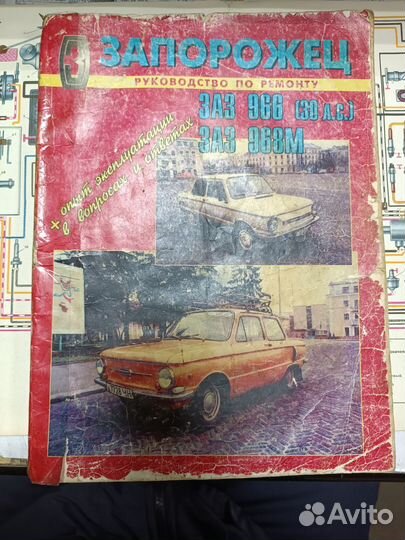 З
ЗАПОРОЖЕЦ
РУКОВОДСТВО ПО РЕМОНТУ
ЗАЗ 966 (30 л.с.)
ЗАЗ 968М
+ опыт эксплуатации
в вопросах и ответах
Avito